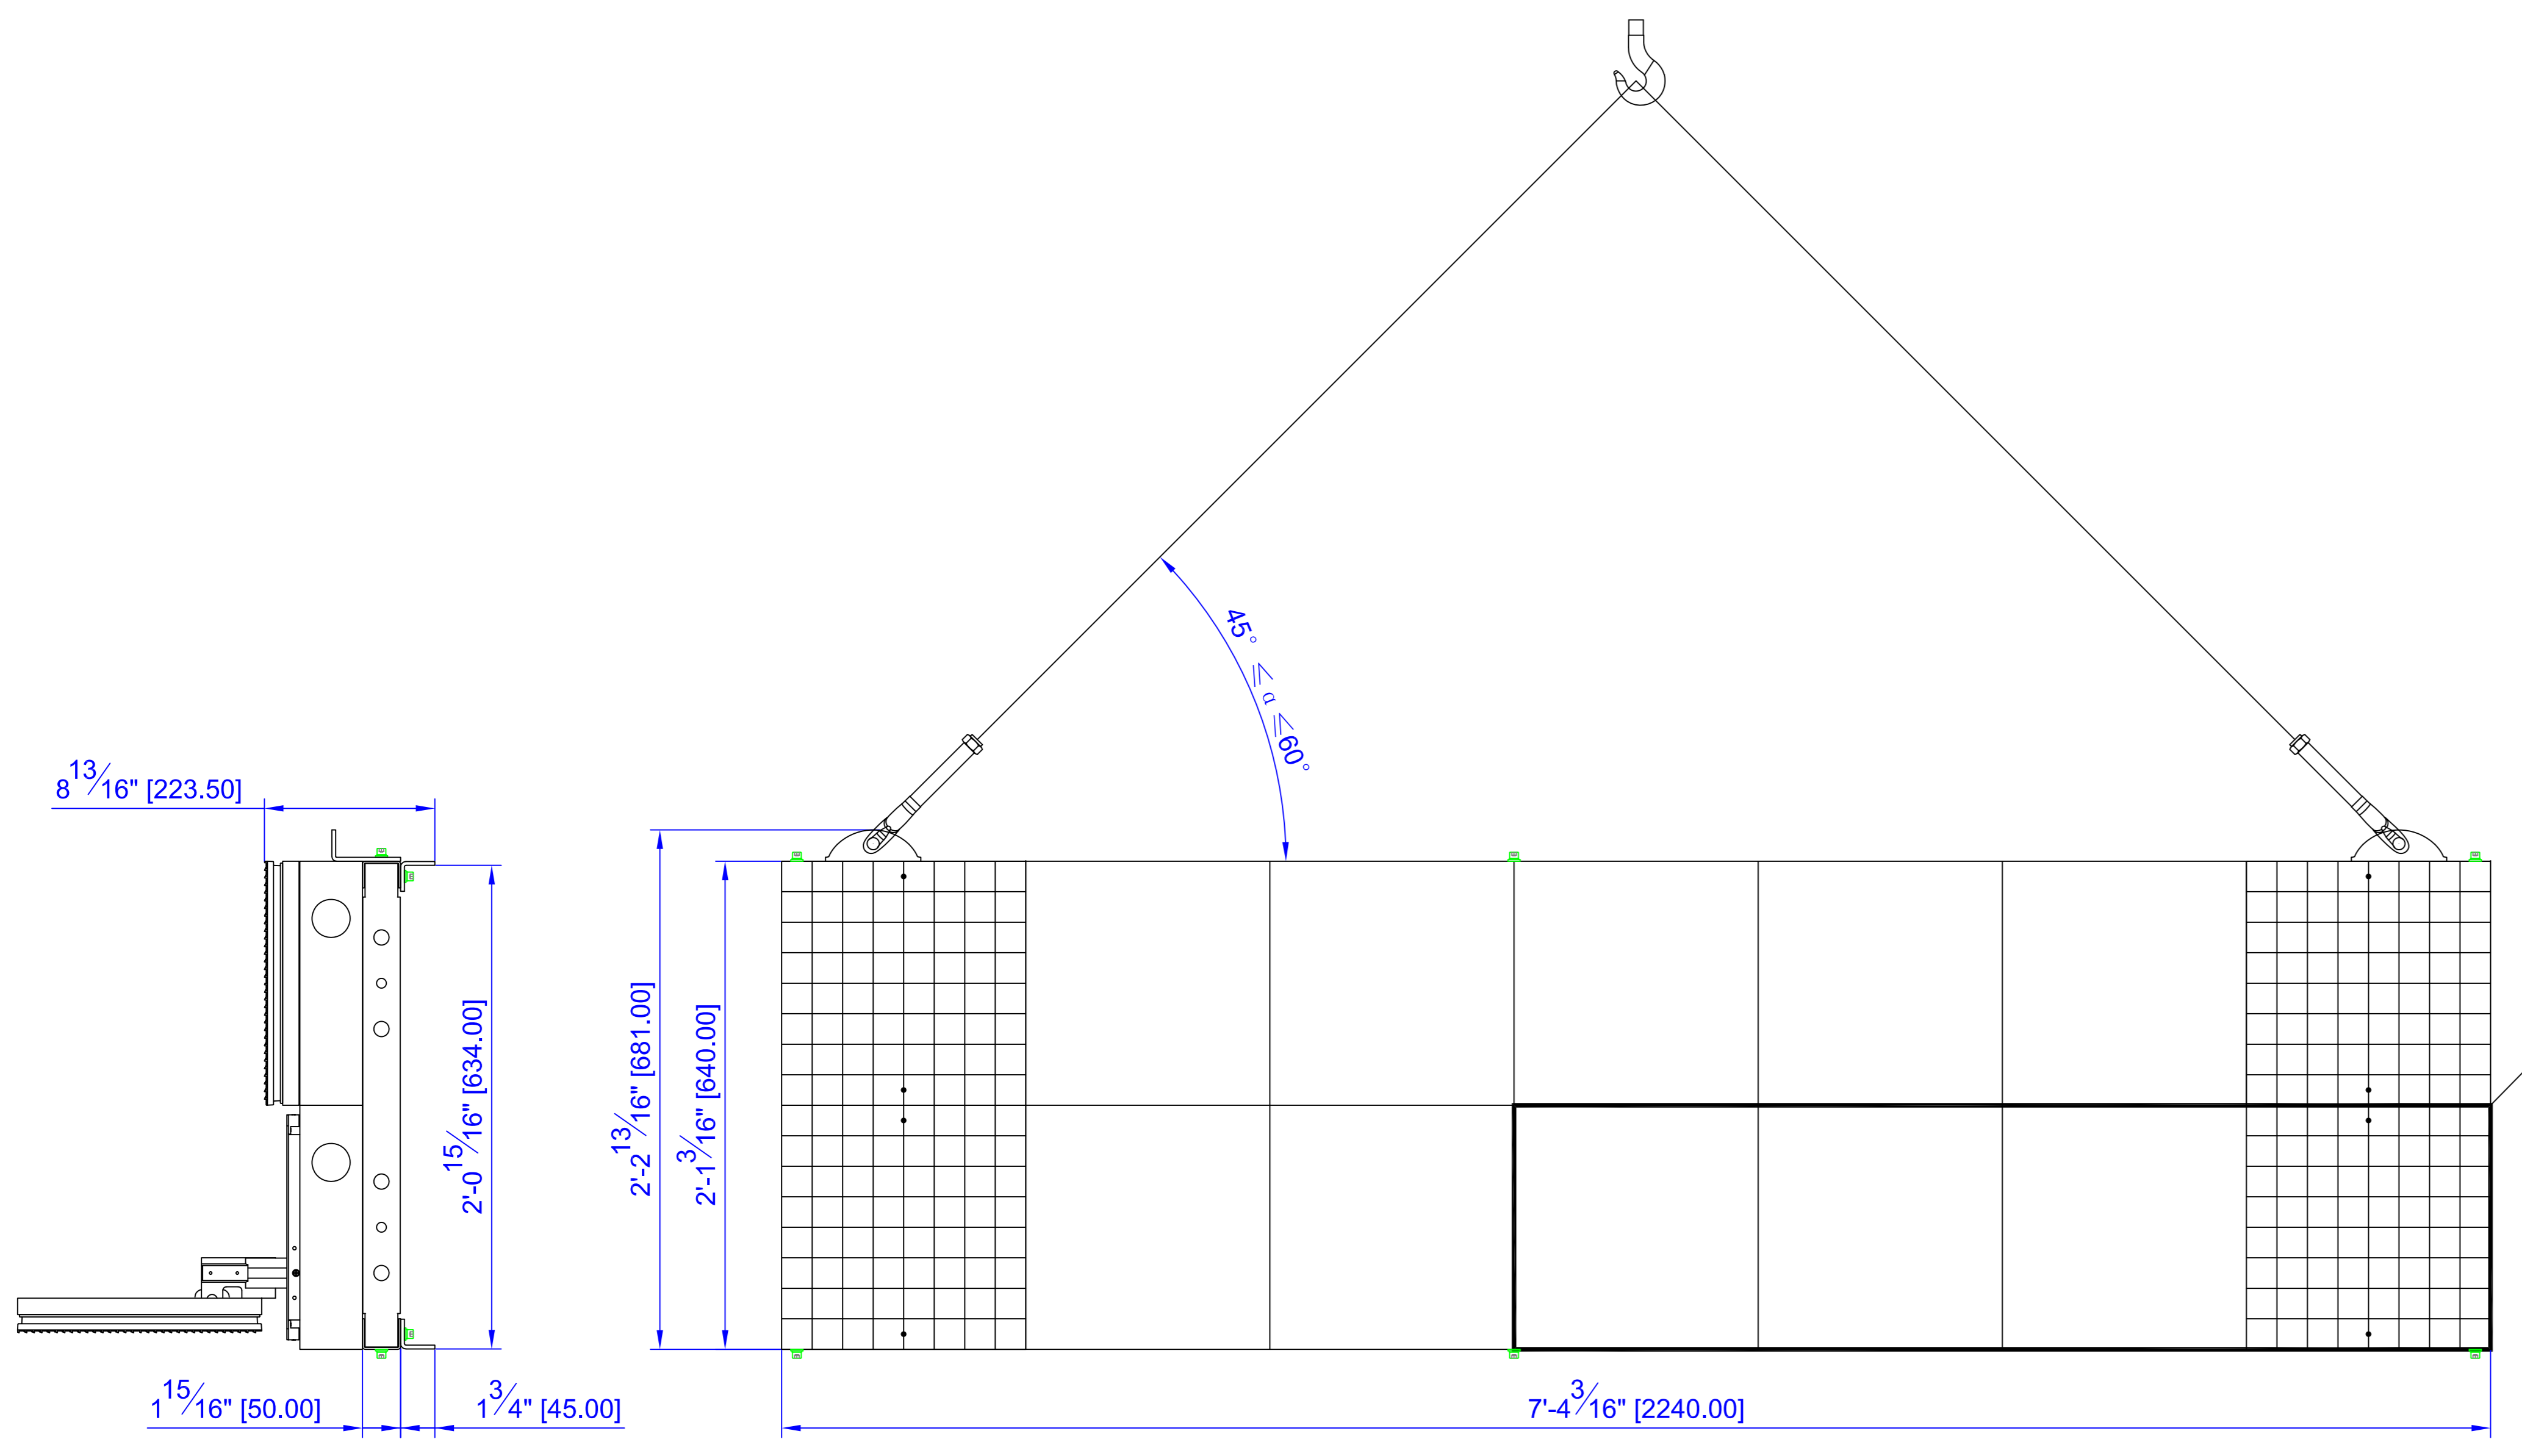 45° ≤ α ≤60°
8 13/16" [223.50]
2'-0 15/16" [634.00]
2'-2 13/16" [681.00]
2'-1 3/16" [640.00]
1 15/16" [50.00]
1 3/4" [45.00]
7'-4 3/16" [2240.00]